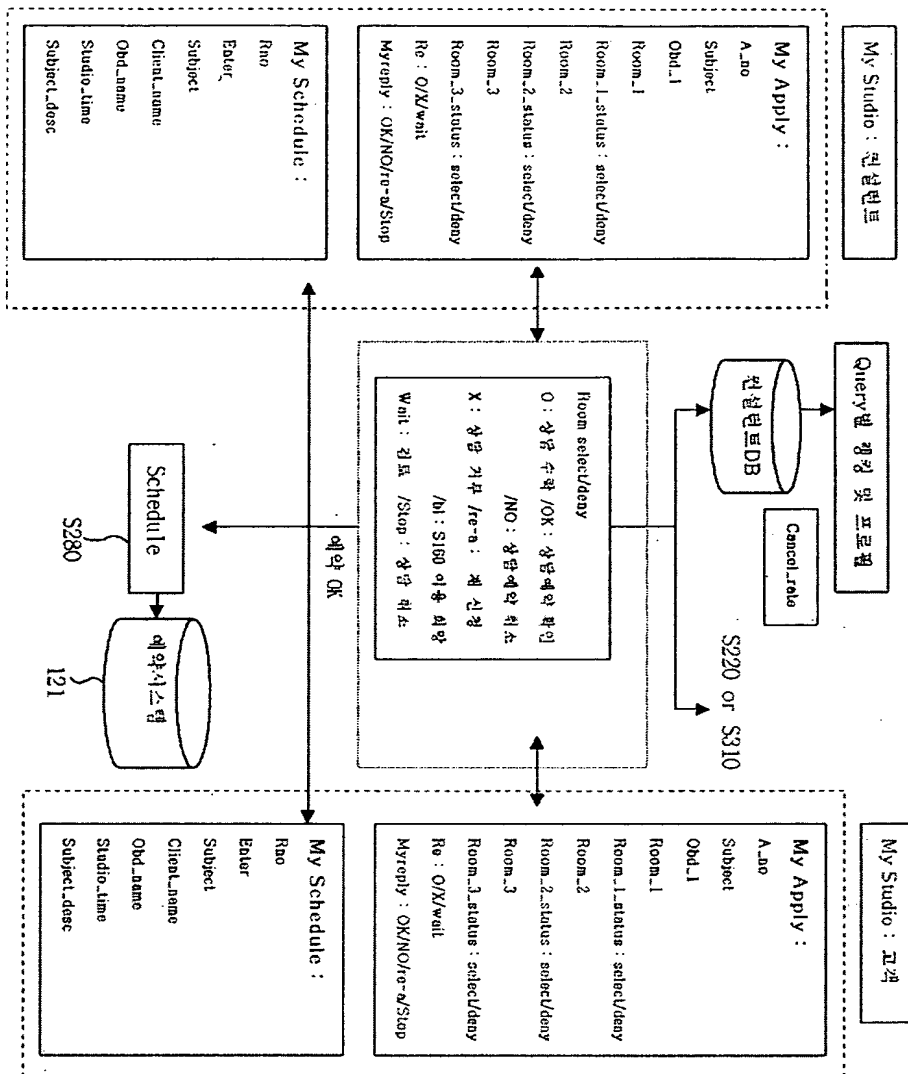 My Studio : 컨설턴트
My Apply :
A_no
Subject
Obd_1
Room_1
Room_1_status : select/deny
Room_2
Room_2_status : select/deny
Room_3
Room_3_status : select/deny
Re : O/X/wait
Myreply : OK/NO/re-a/Stop
My Schedule :
Rno
Enter
Subject
Client_name
Obd_name
Studio_time
Subject_desc
Query별 랭킹 및 프로필
컨설턴트DB
Cancel_rate
S220 or S310
Room select/deny
O : 상담 수락 /OK : 상담예약 확인
/NO : 상담예약 취소
X : 상담 거부 /re-a : 재 신청
/bl : S160 이용 희망
Wait : 검토 /Stop : 상담 취소
예약 OK
Schedule
S280
예약시스템
121
My Studio : 고객
My Apply :
A_no
Subject
Obd_1
Room_1
Room_1_status : select/deny
Room_2
Room_2_status : select/deny
Room_3
Room_3_status : select/deny
Re : O/X/wait
Myreply : OK/NO/re-a/Stop
My Schedule :
Rno
Enter
Subject
Client_name
Obd_name
Studio_time
Subject_desc